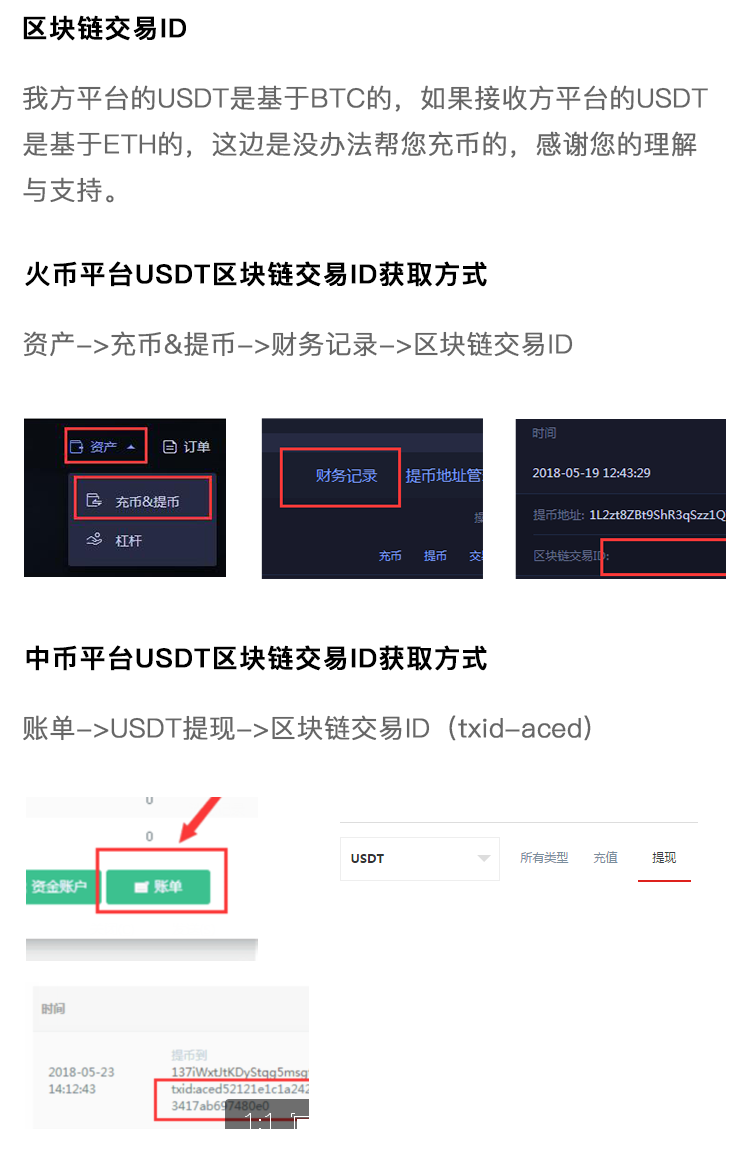 区块链交易ID
我方平台的USDT是基于BTC的，如果接收方平台的USDT
是基于ETH的，这边是没办法帮您充币的，感谢您的理解
与支持。
火币平台USDT区块链交易ID获取方式
资产->充币&提币->财务记录->区块链交易ID
资产 订单
充币&提币
杠杆
财务记录 提币地址管
充币 提币
时间
2018-05-19 12:43:29
提币地址: 1L2zt8ZBt9ShR3qSzz1Q
区块链交易ID:
中币平台USDT区块链交易ID获取方式
账单->USDT提现->区块链交易ID（txid-aced）
0
0
资金账户 账单
USDT 所有类型 充值 提现
时间
提币到
2018-05-23 137iWxtJtKDyStqg5msq
14:12:43 txid:aced52121e1c1a242
3417ab697480e0
1:1